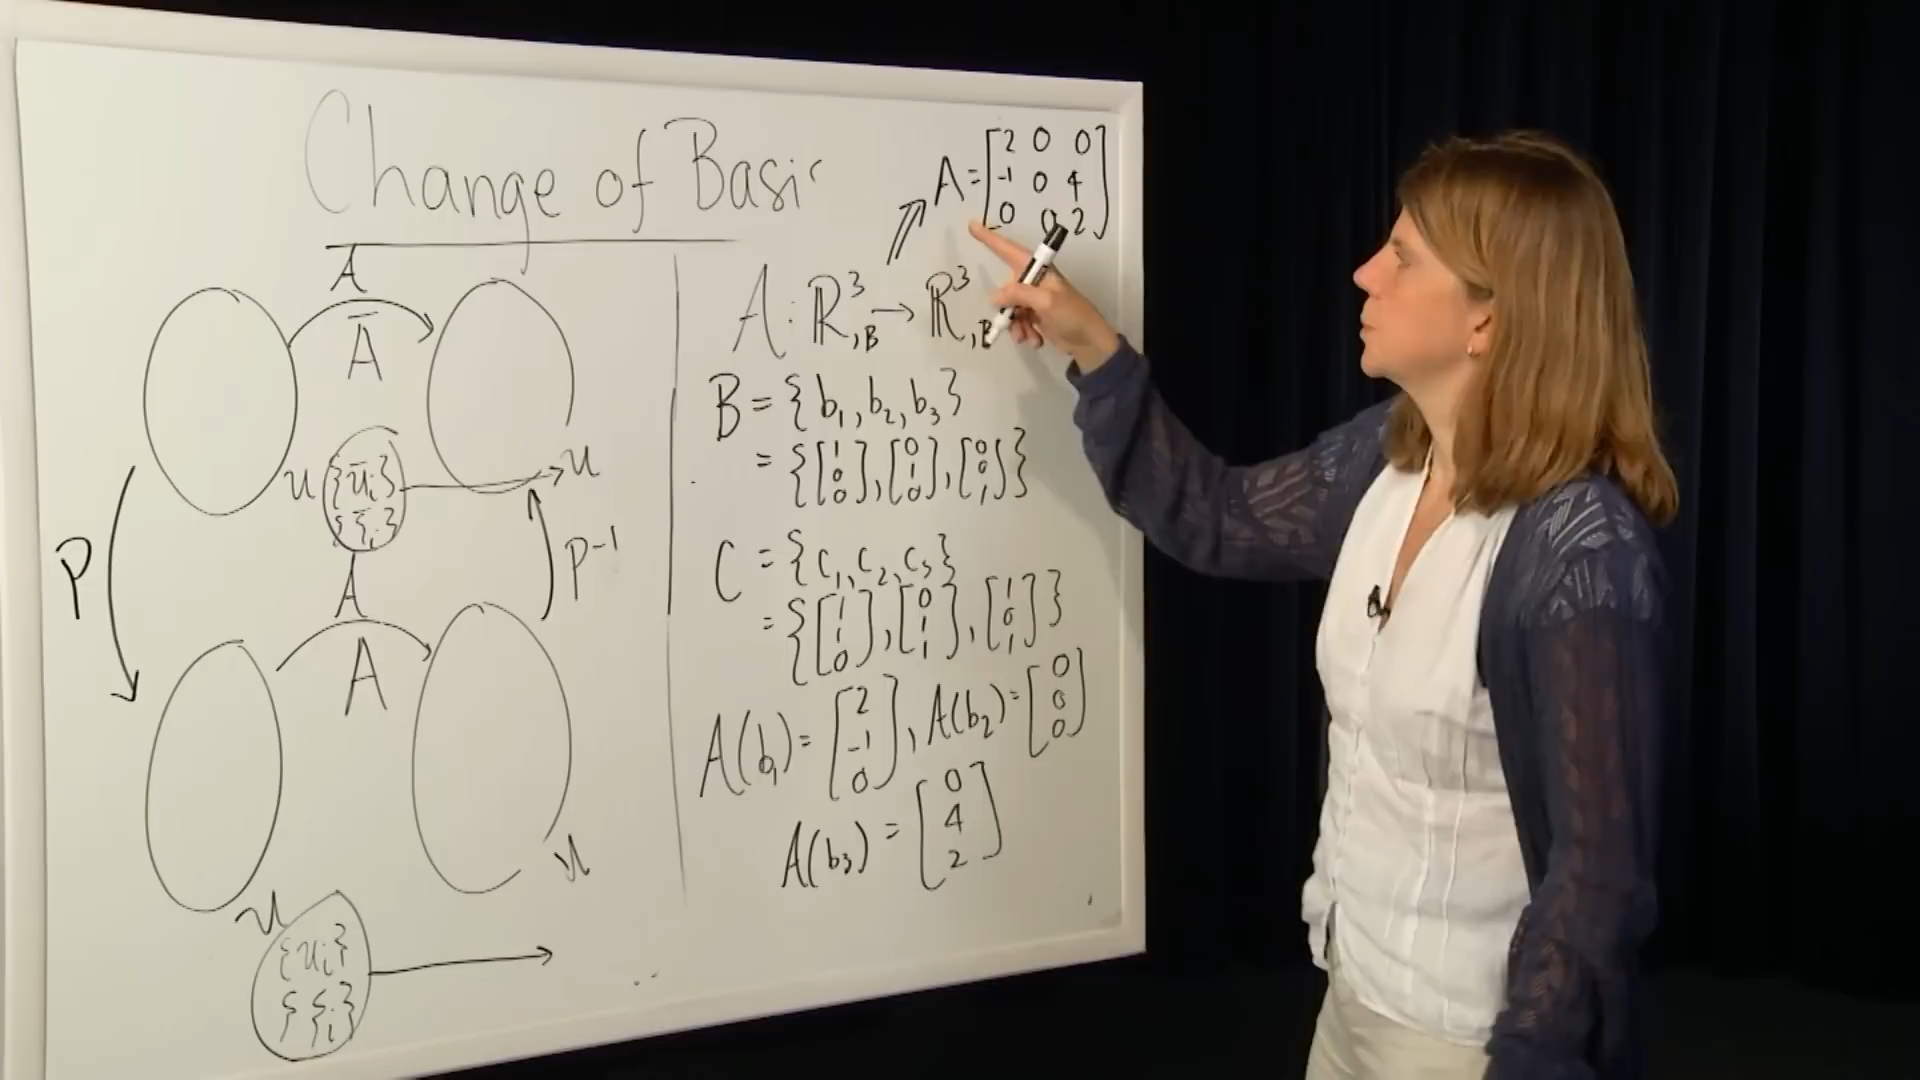 Change of Basis
A = [2 0 0
-1 0 4
0 0 2]
A
Ā
A : ℝ³,B → ℝ³,B
B = {b₁, b₂, b₃}
= {[1 0 0], [0 1 0], [0 0 1]}
u {ūᵢ} → u
{ξ̄ᵢ}
P
P⁻¹
C = {c₁, c₂, c₃}
= {[1 1 0], [0 1 1], [1 0 1]}
A
A
A(b₁) = [2 -1 0], A(b₂) = [0 0 0]
A(b₃) = [0 4 2]
u
u
{uᵢ} →
{ξᵢ}